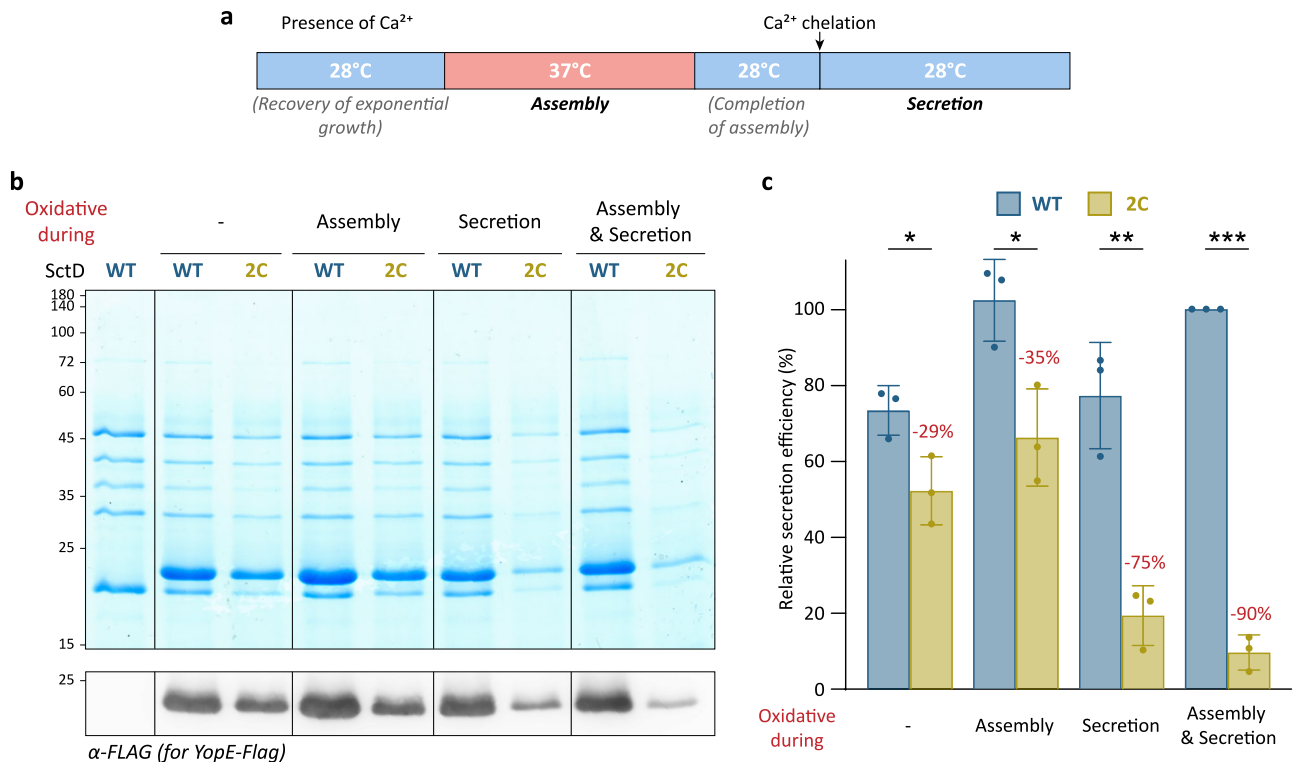 a
Presence of Ca²⁺
Ca²⁺ chelation
28°C
37°C
28°C
28°C
(Recovery of exponential
growth)
Assembly
(Completion
of assembly)
Secretion
b
Oxidative
during
-
Assembly
Secretion
Assembly
& Secretion
SctD WT WT 2C WT 2C WT 2C WT 2C
180
140
100
72
60
45
35
25
15
25
α-FLAG (for YopE-Flag)
c
WT 2C
* * ** ***
Relative secretion efficiency (%)
100
80
60
40
20
0
-29%
-35%
-75%
-90%
Oxidative
during
-
Assembly
Secretion
Assembly
& Secretion